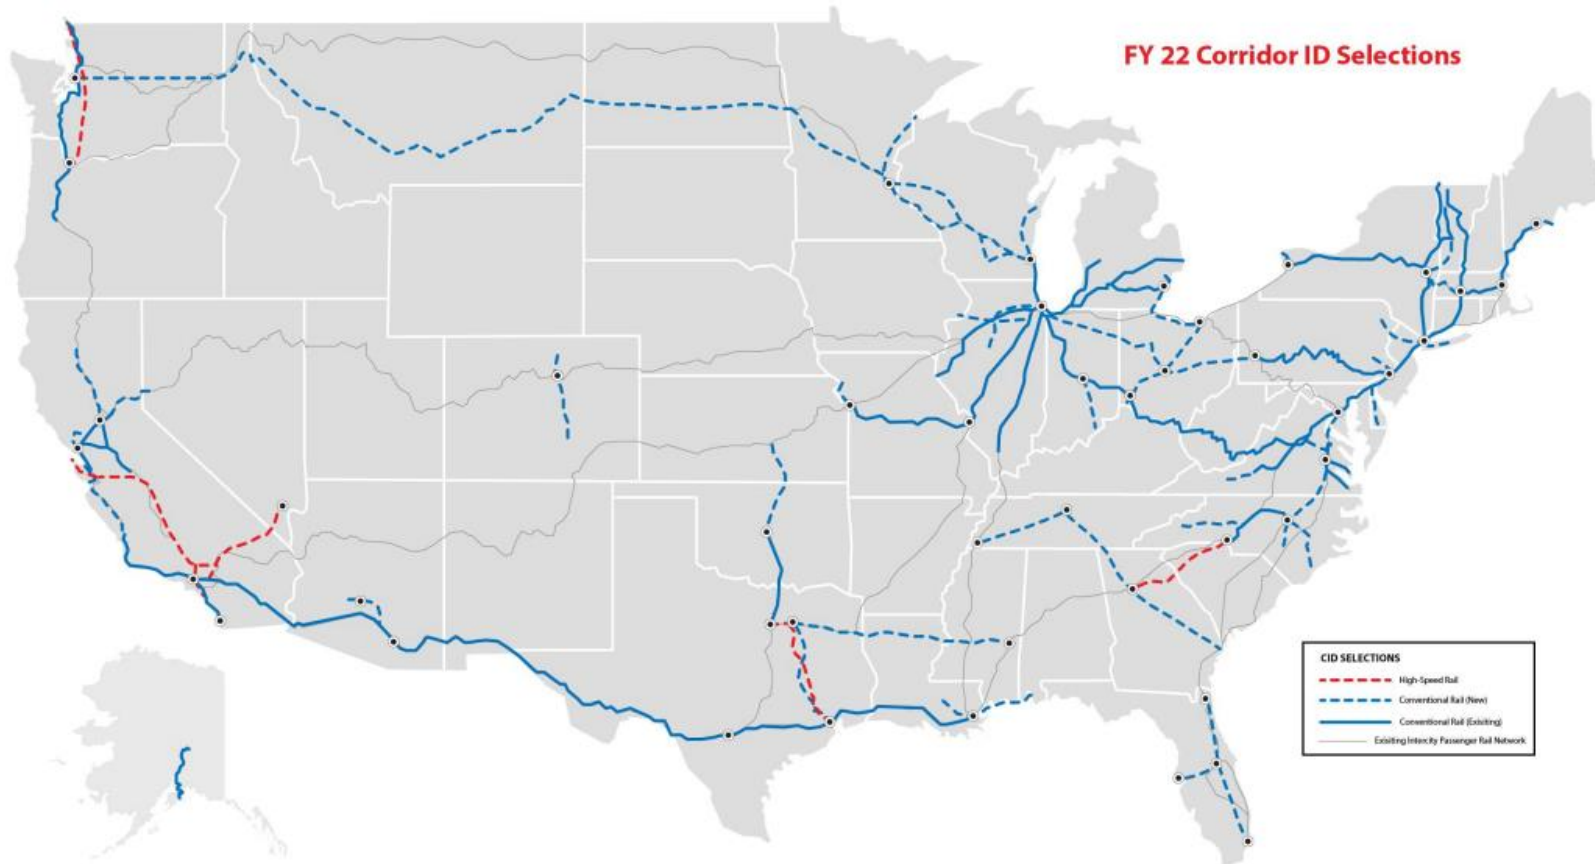 FY 22 Corridor ID Selections
CID SELECTIONS
High-Speed Rail
Conventional Rail (New)
Conventional Rail (Exisiting)
Exisiting Intercity Passenger Rail Network